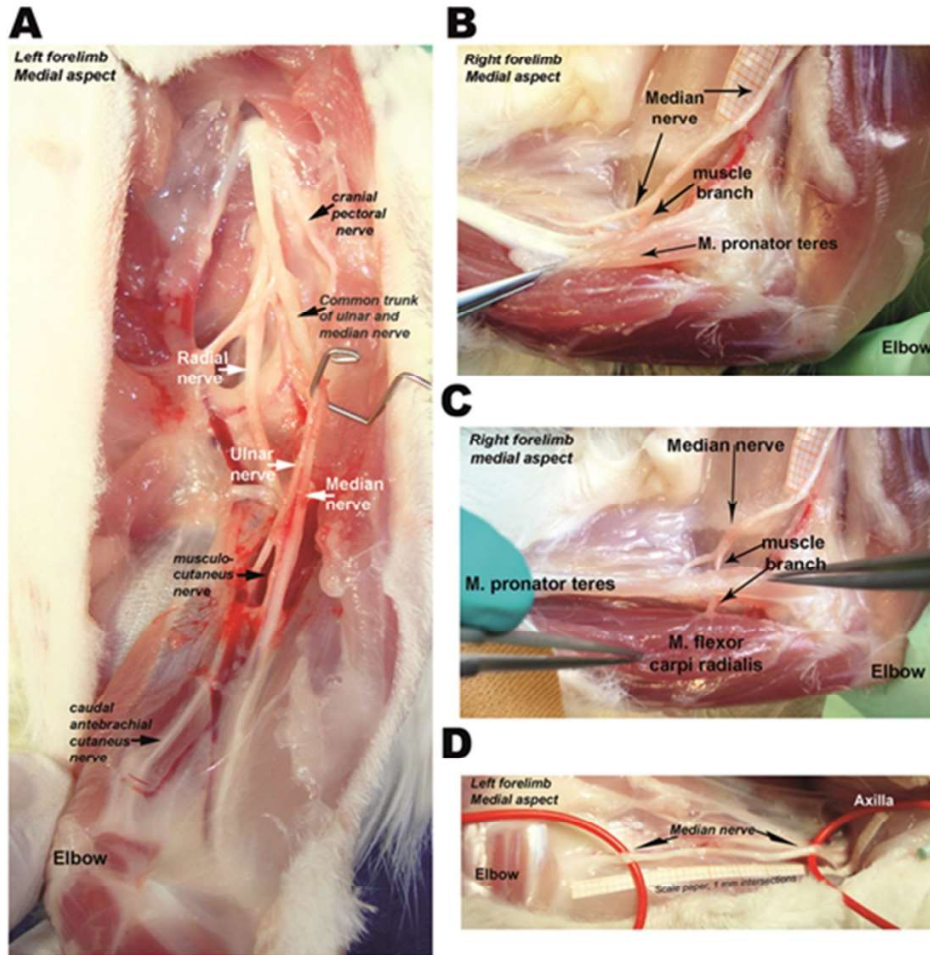 A
Left forelimb
Medial aspect
cranial
pectoral
nerve
Common trunk
of ulnar and
median nerve
Radial
nerve
Ulnar
nerve
Median
nerve
musculo-
cutaneus
nerve
caudal
antebrachial
cutaneus
nerve
Elbow
B
Right forelimb
Medial aspect
Median
nerve
muscle
branch
M. pronator teres
Elbow
C
Right forelimb
medial aspect
Median nerve
muscle
branch
M. pronator teres
M. flexor
carpi radialis
Elbow
D
Left forelimb
Medial aspect
Axilla
Median nerve
Elbow
Scale paper, 1 mm intersections